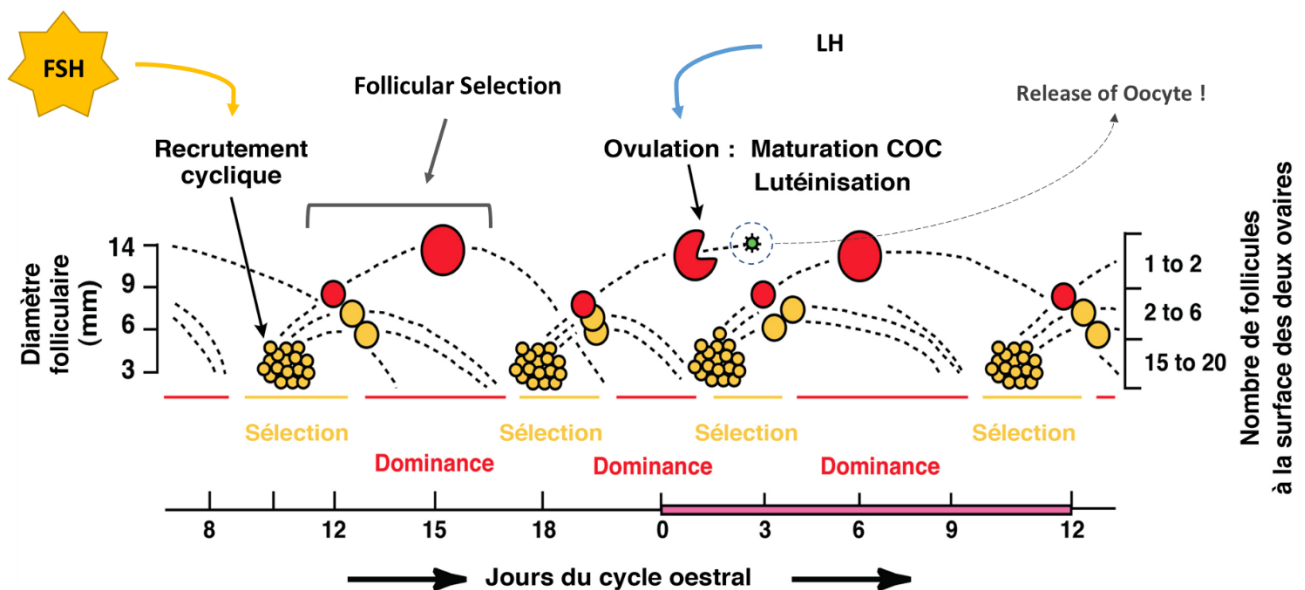 FSH
LH
Follicular Selection
Release of Oocyte !
Recrutement
cyclique
Ovulation : Maturation COC
Lutéinisation
Diamètre
folliculaire
(mm)
14
9
6
3
1 to 2
2 to 6
15 to 20
Nombre de follicules
à la surface des deux ovaires
Sélection
Sélection
Sélection
Sélection
Dominance
Dominance
Dominance
8
12
15
18
0
3
6
9
12
Jours du cycle oestral